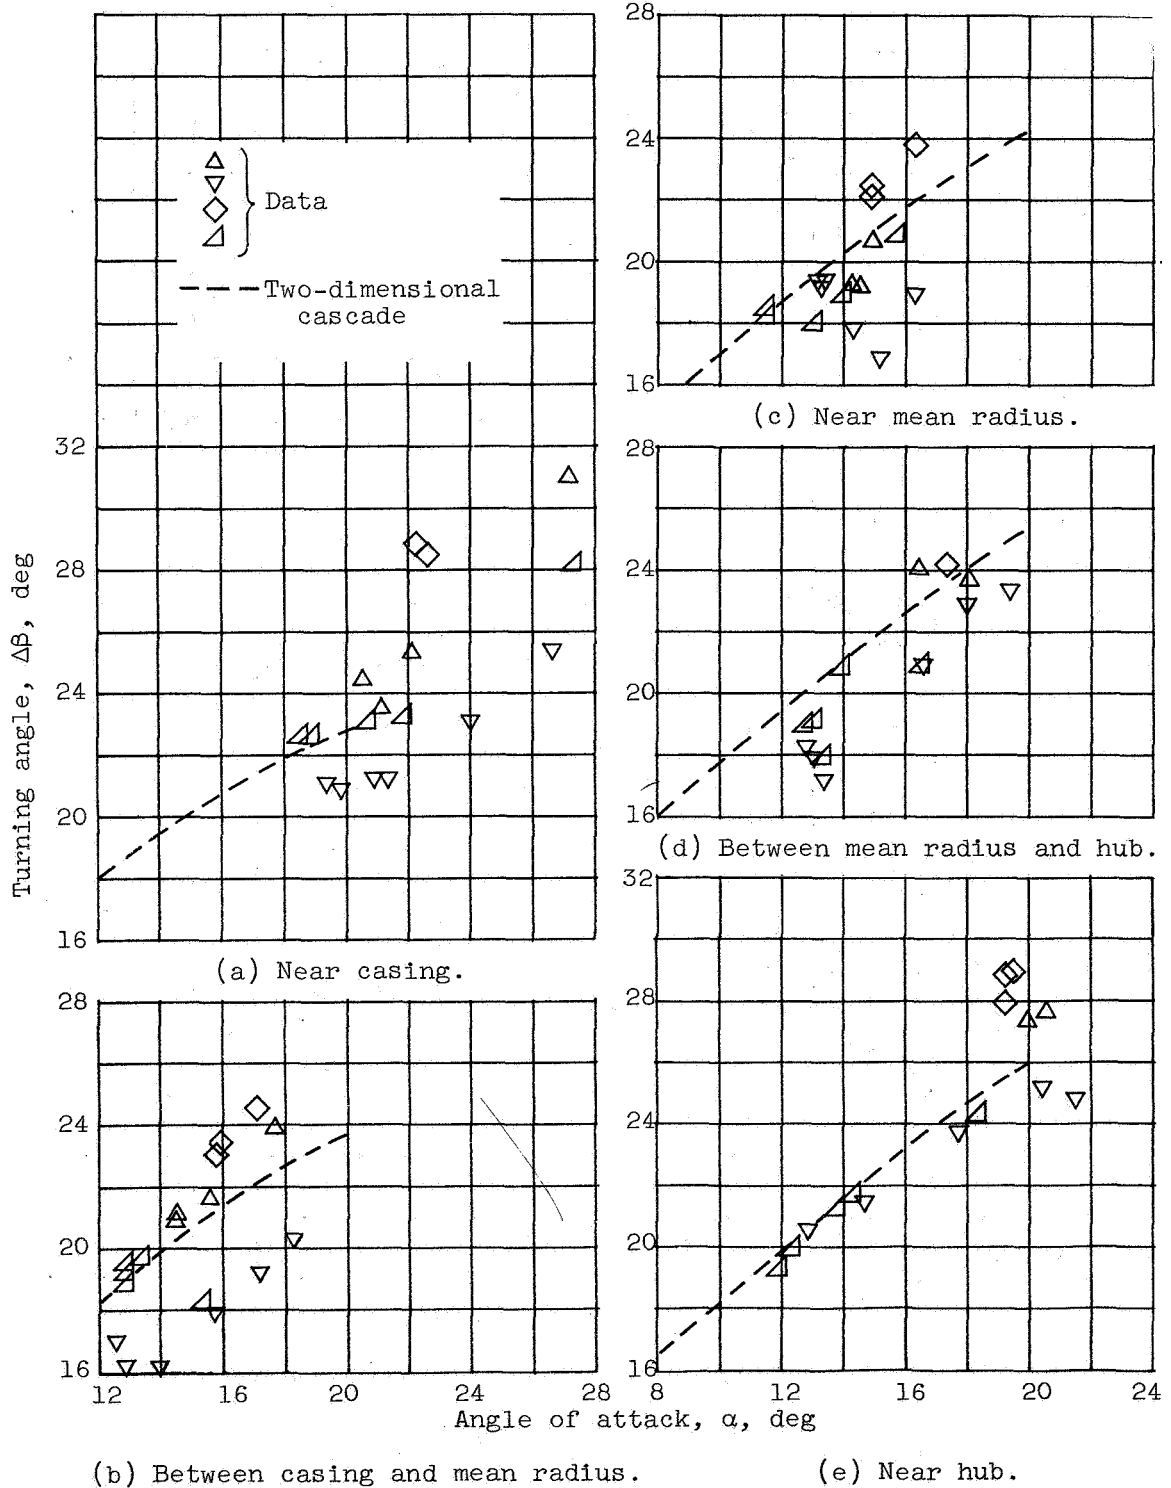 Data
Two-dimensional
cascade
Turning angle, Δβ, deg
32
28
24
20
16
(a) Near casing.
28
24
20
16
12 16 20 24 28
(b) Between casing and mean radius.
28
24
20
16
(c) Near mean radius.
28
24
20
16
(d) Between mean radius and hub.
32
28
24
20
16
8 12 16 20 24
Angle of attack, α, deg
(e) Near hub.